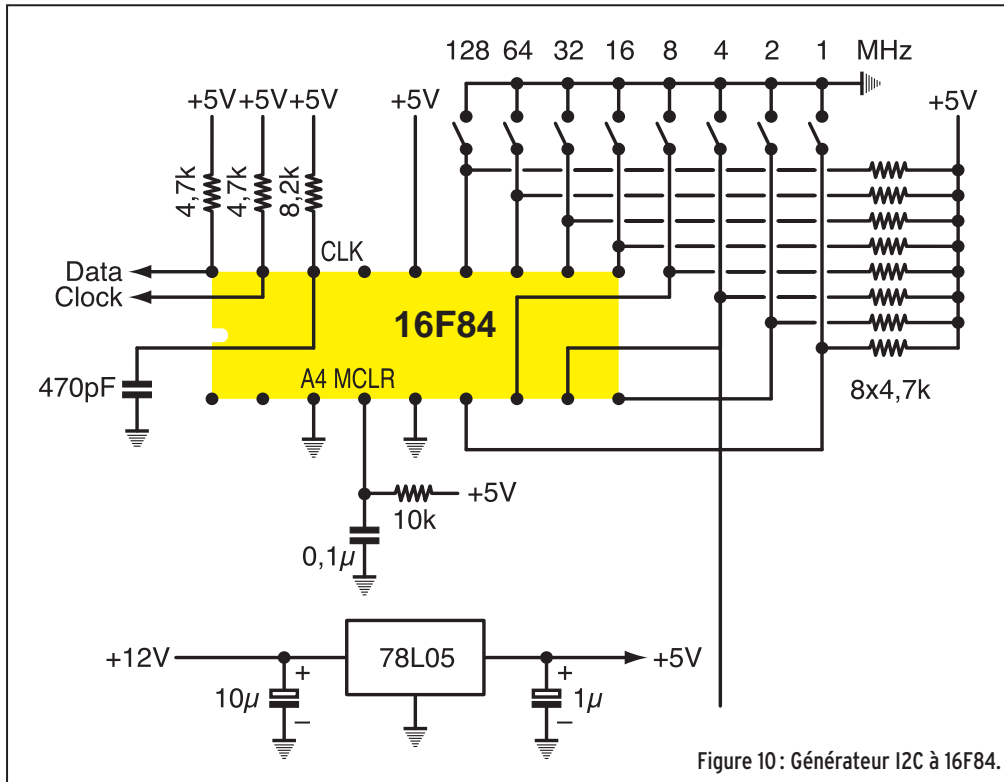 128 64 32 16 8 4 2 1 MHz
+5V +5V +5V +5V +5V
4,7k 4,7k 8,2k
CLK
Data
Clock
16F84
470pF
A4 MCLR
8x4,7k
+5V
10k
0,1µ
+12V 78L05 +5V
+ +
10µ 1µ
– –
Figure 10 : Générateur I2C à 16F84.